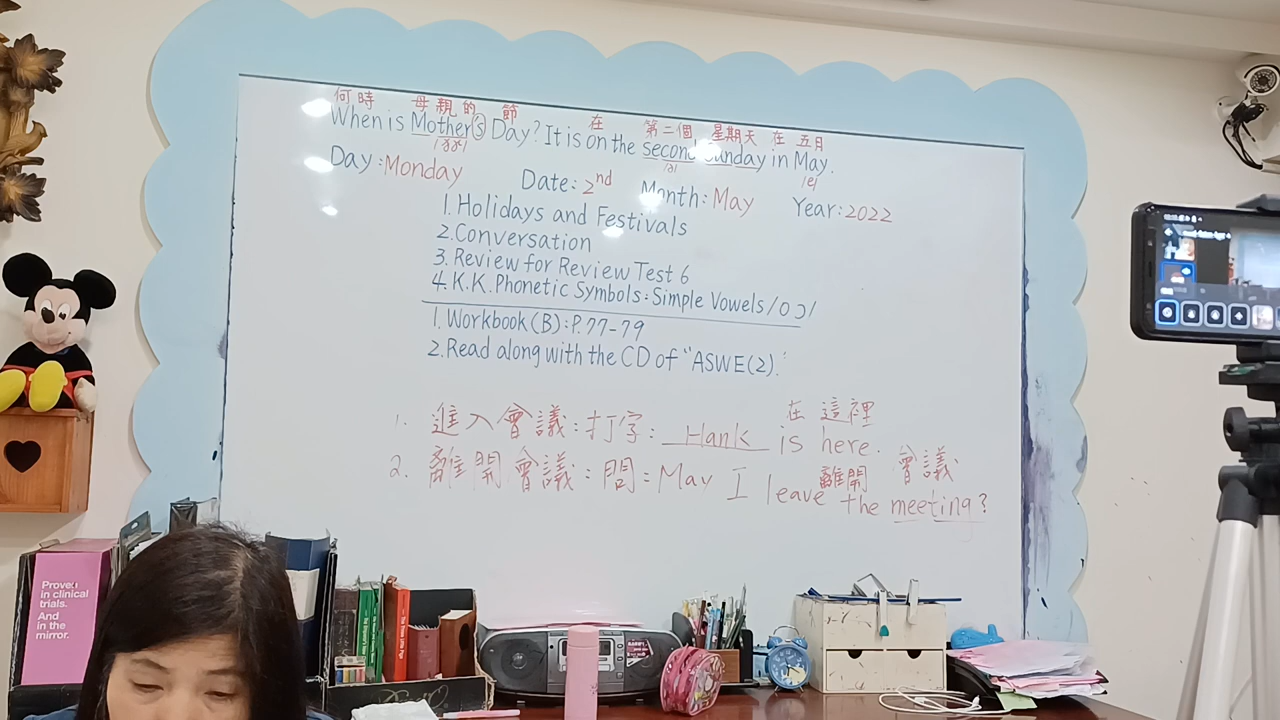 何時 母親的 節 在 第二個 星期天 在 五月
When is Mother's Day? It is on the second Sunday in May.
/ðɚ/ /ə/ /e/
Day:Monday Date: 2nd Month: May Year: 2022
1. Holidays and Festivals
2. Conversation
3. Review for Review Test 6
4. K.K. Phonetic Symbols: Simple Vowels /o ɔ/
1. Workbook (B): P.77-79
2. Read along with the CD of "ASWE(2)."
在 這裡
1. 進入會議:打字: Hank is here.
離開 會議
2. 離開會議:問:May I leave the meeting?
Proven
in clinical
trials.
And
in the
mirror.